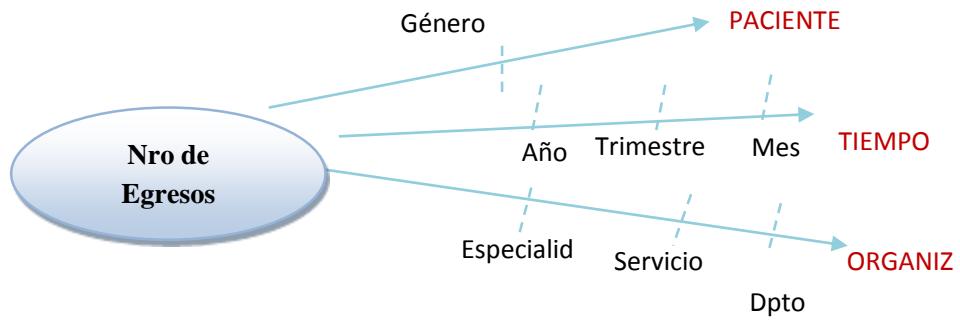 Género
PACIENTE
Nro de
Egresos
Año
Trimestre
Mes
TIEMPO
Especialid
Servicio
Dpto
ORGANIZ